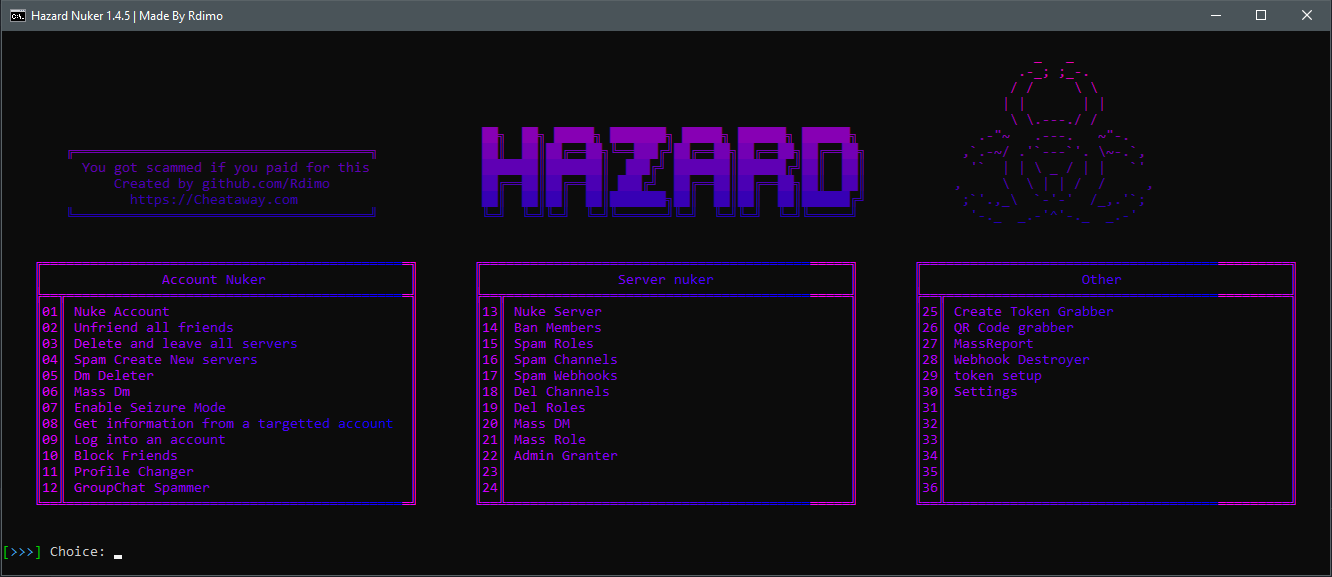 Hazard Nuker 1.4.5 | Made By Rdimo
HAZARD
You got scammed if you paid for this
Created by github.com/Rdimo
https://Cheataway.com
Account Nuker
01 Nuke Account
02 Unfriend all friends
03 Delete and leave all servers
04 Spam Create New servers
05 Dm Deleter
06 Mass Dm
07 Enable Seizure Mode
08 Get information from a targetted account
09 Log into an account
10 Block Friends
11 Profile Changer
12 GroupChat Spammer
Server nuker
13 Nuke Server
14 Ban Members
15 Spam Roles
16 Spam Channels
17 Spam Webhooks
18 Del Channels
19 Del Roles
20 Mass DM
21 Mass Role
22 Admin Granter
23
24
Other
25 Create Token Grabber
26 QR Code grabber
27 MassReport
28 Webhook Destroyer
29 token setup
30 Settings
31
32
33
34
35
36
[>>>] Choice: